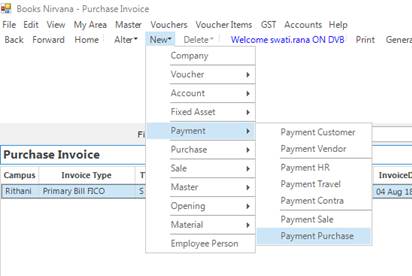 Books Nirvana - Purchase Invoice
File Edit View My Area Master Vouchers Voucher Items GST Accounts Help
Back Home Alter New Delete Welcome swati.rana ON DVB Print Genera
Company
Voucher
Account
Fixed Asset
Payment
Purchase
Sale
Master
Opening
Material
Employee Person
Payment Customer
Payment Vendor
Payment HR
Payment Travel
Payment Contra
Payment Sale
Payment Purchase
Fi
Purchase Invoice
Campus Invoice Type T InvoiceD
Rithani Primary Bill FICO S 04 Aug 18